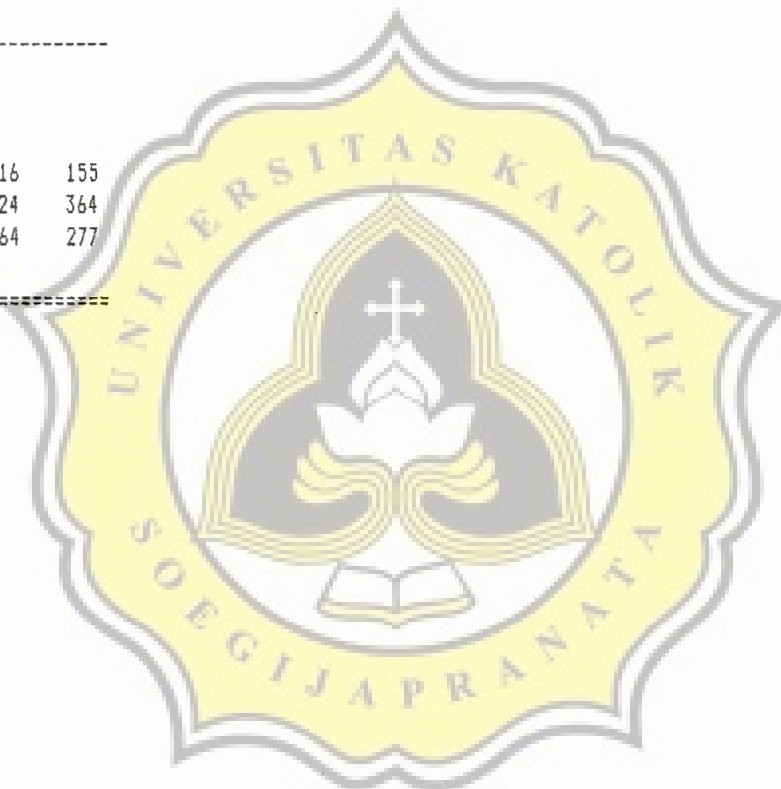 -----------
16 155
24 364
64 277
===========
UNIVERSITAS KATOLIK
SOEGIJAPRANATA